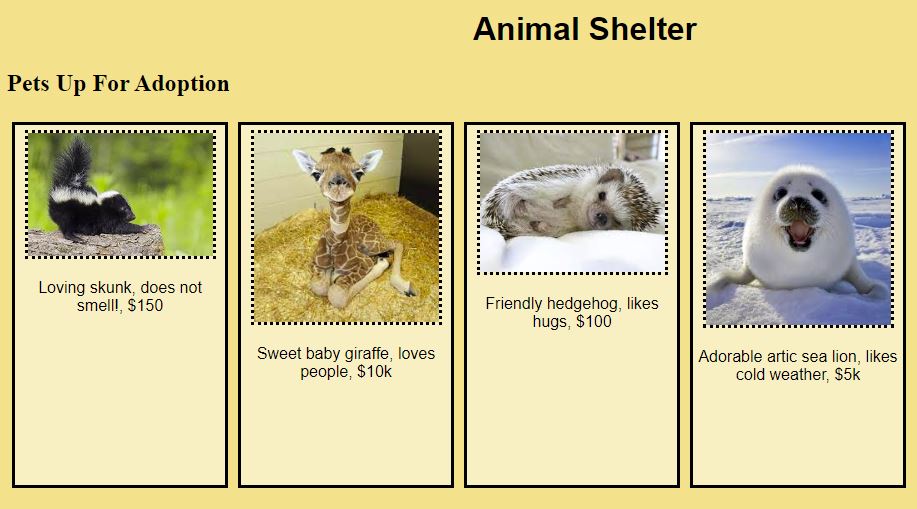 Animal Shelter
Pets Up For Adoption
Loving skunk, does not
smell!, $150
Sweet baby giraffe, loves
people, $10k
Friendly hedgehog, likes
hugs, $100
Adorable artic sea lion, likes
cold weather, $5k